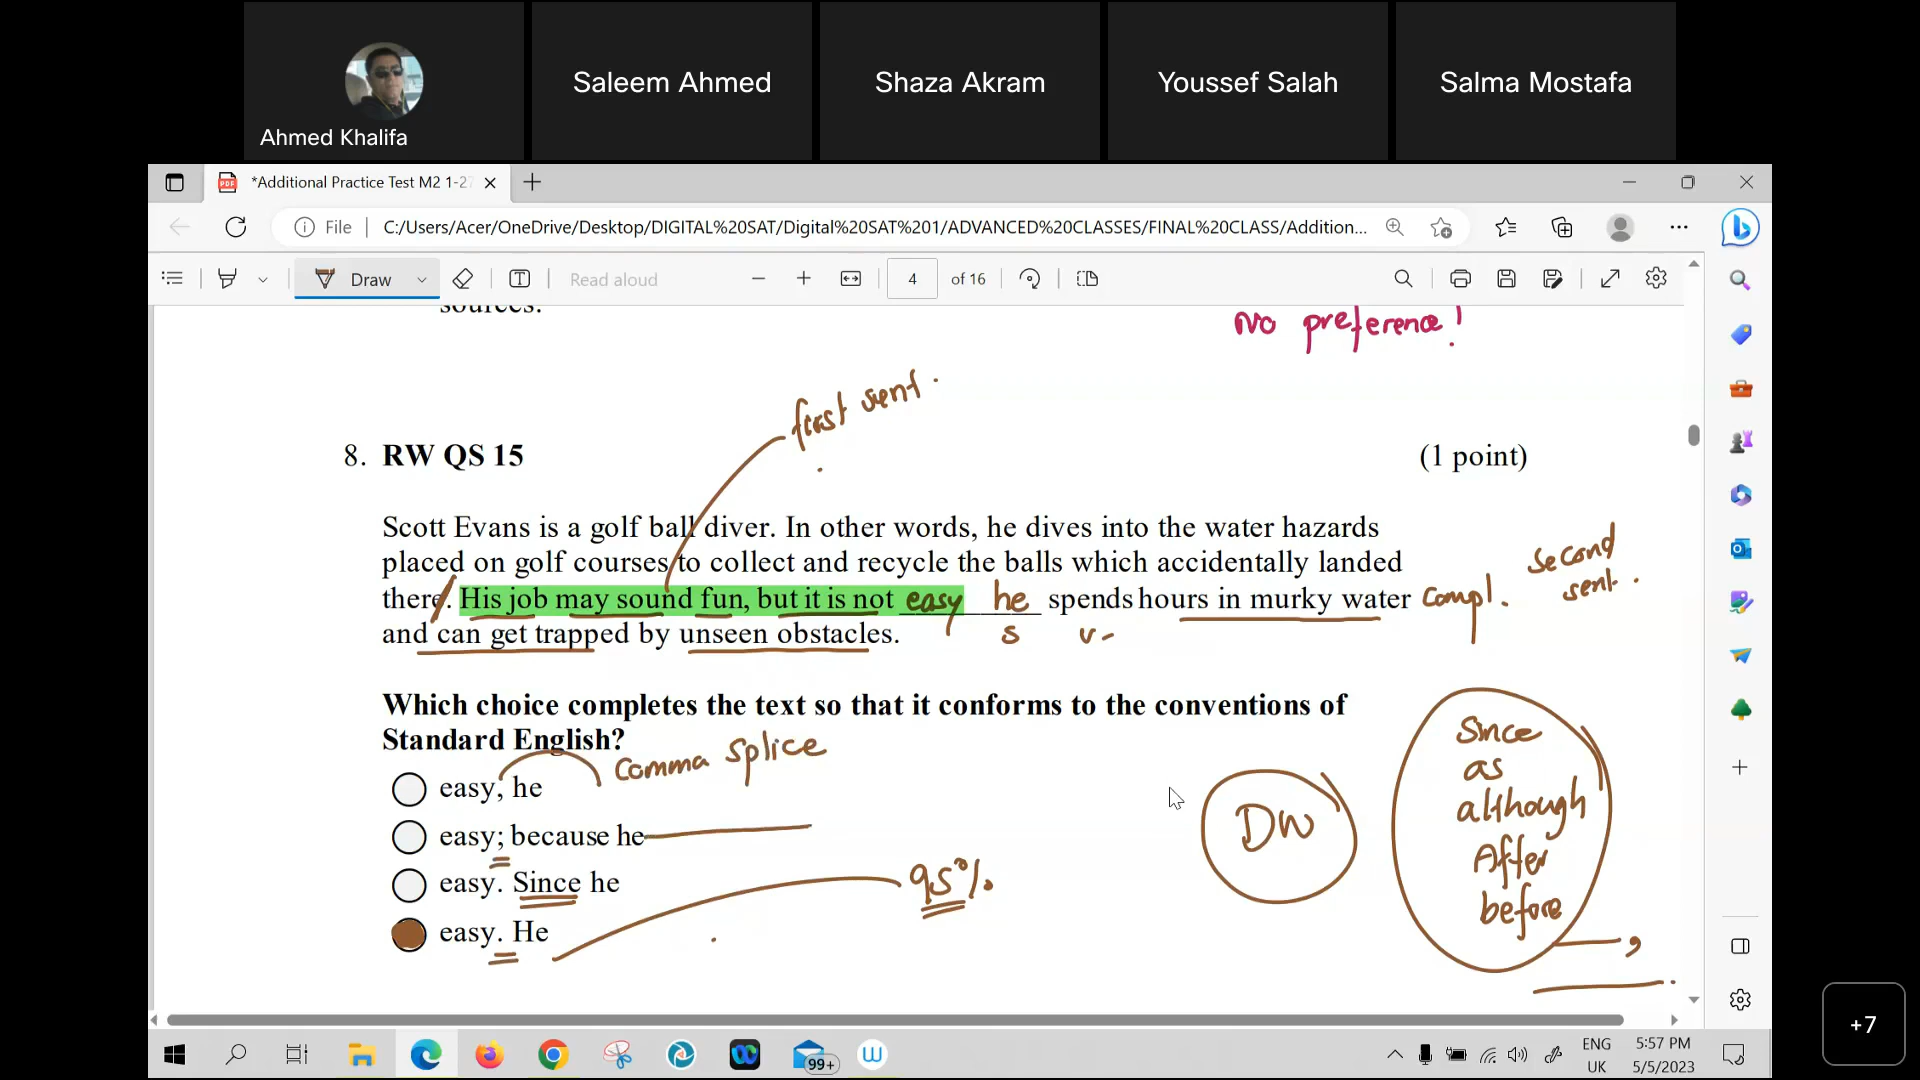 Saleem Ahmed
Shaza Akram
Youssef Salah
Salma Mostafa
Ahmed Khalifa
*Additional Practice Test M2 1-27
File
C:/Users/Acer/OneDrive/Desktop/DIGITAL%20SAT/Digital%20SAT%201/ADVANCED%20CLASSES/FINAL%20CLASS/Addition...
Draw
Read aloud
4 of 16
sources.
No preference!
first sent.
8. RW QS 15 (1 point)
Scott Evans is a golf ball diver. In other words, he dives into the water hazards
placed on golf courses to collect and recycle the balls which accidentally landed
second
there. His job may sound fun, but it is not easy he spends hours in murky water compl. sent.
and can get trapped by unseen obstacles. S v-
Which choice completes the text so that it conforms to the conventions of
Standard English?
Comma splice
easy, he
easy; because he
easy. Since he
95%
easy. He
DW
Since
as
although
After
before
,
+7
99+
ENG
UK
5:57 PM
5/5/2023